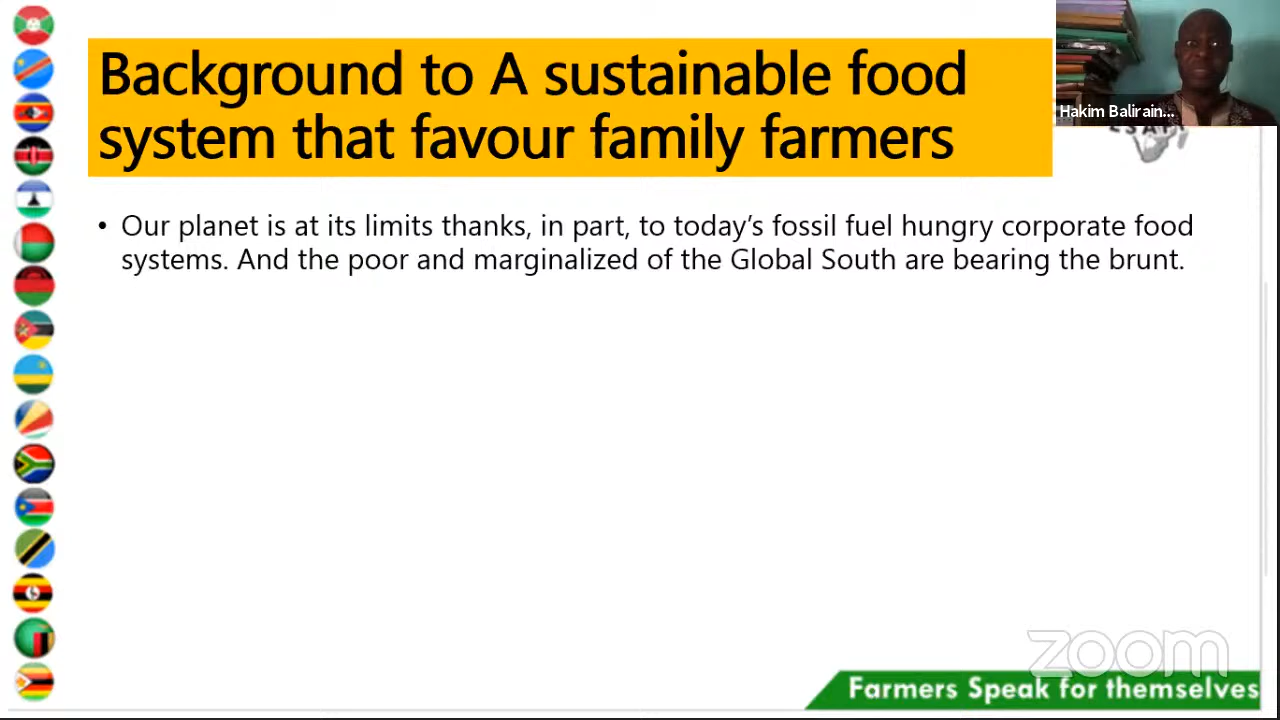 Background to A sustainable food
system that favour family farmers
Hakim Balirain...
• Our planet is at its limits thanks, in part, to today's fossil fuel hungry corporate food
systems. And the poor and marginalized of the Global South are bearing the brunt.
zoom
Farmers Speak for themselves